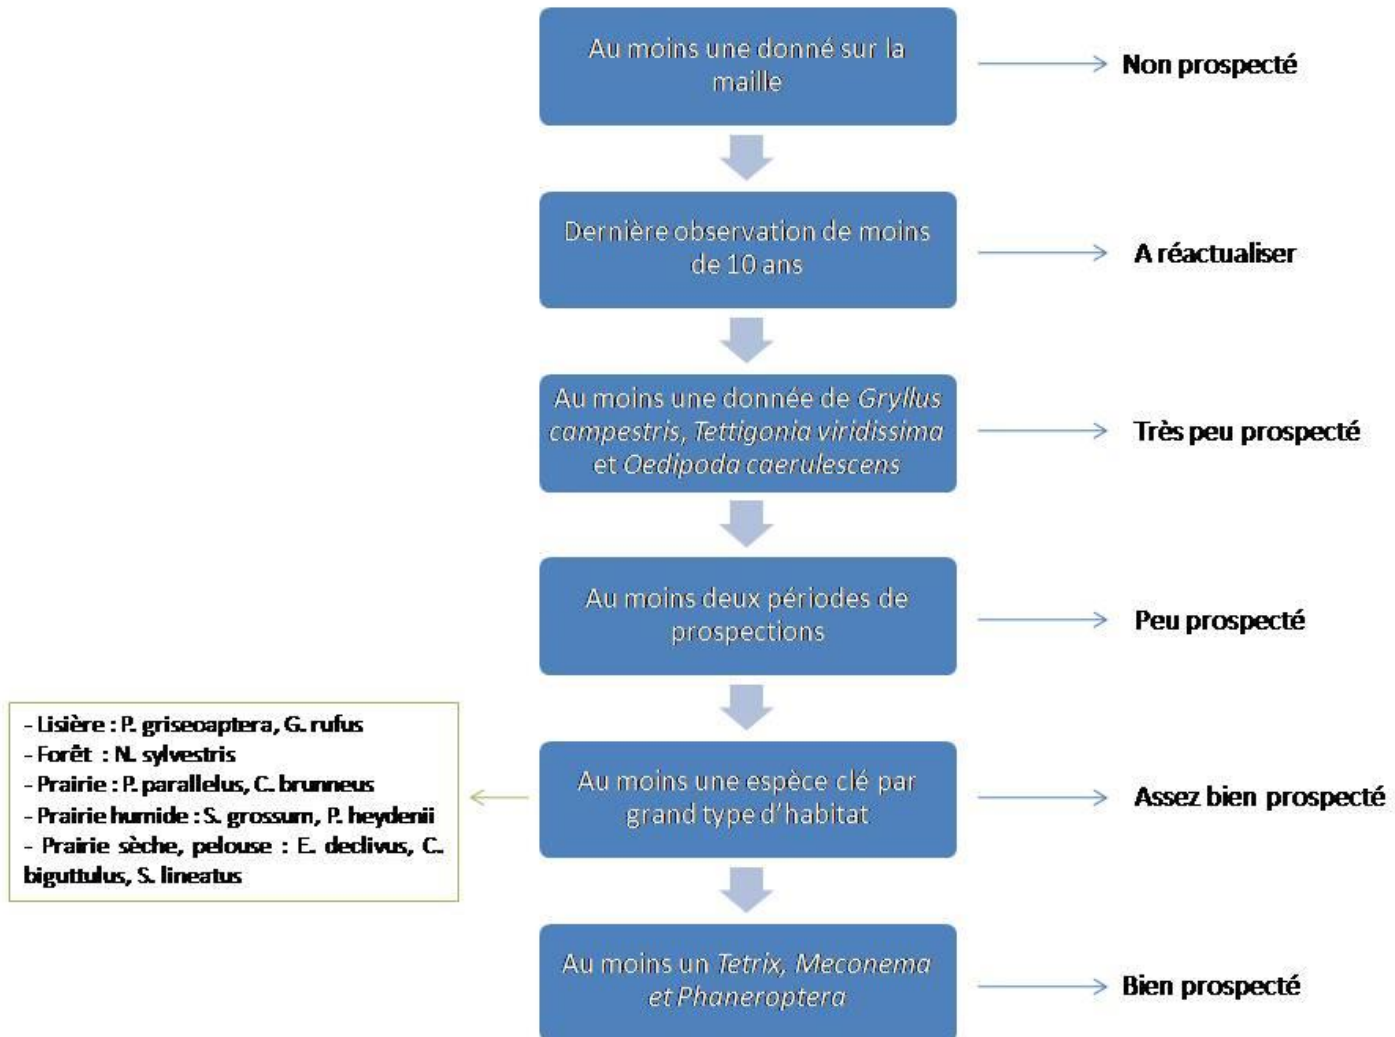 Au moins une donné sur la
maille
Non prospecté
Dernière observation de moins
de 10 ans
A réactualiser
Au moins une donnée de Gryllus
campestris, Tettigonia viridissima
et Oedipoda caerulescens
Très peu prospecté
Au moins deux périodes de
prospections
Peu prospecté
- Lisière : P. griseoaptera, G. rufus
- Forêt : N. sylvestris
- Prairie : P. parallelus, C. brunneus
- Prairie humide : S. grossum, P. heydenii
- Prairie sèche, pelouse : E. declivus, C.
biguttulus, S. lineatus
Au moins une espèce clé par
grand type d'habitat
Assez bien prospecté
Au moins un Tetrix, Meconema
et Phaneroptera
Bien prospecté